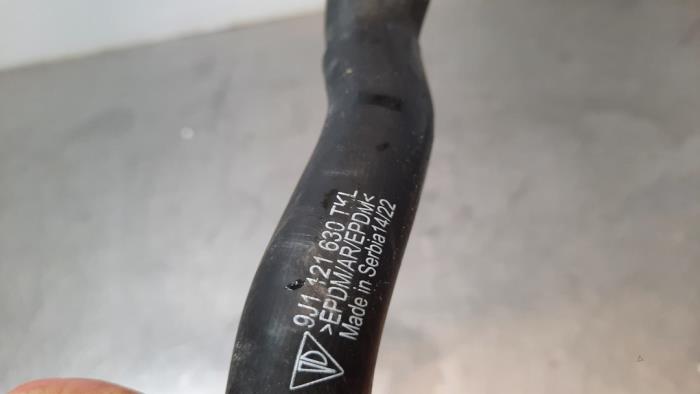 9J1 121 630 TKL
>EPDM/AR/EPDM<
Made in Serbia 14/22